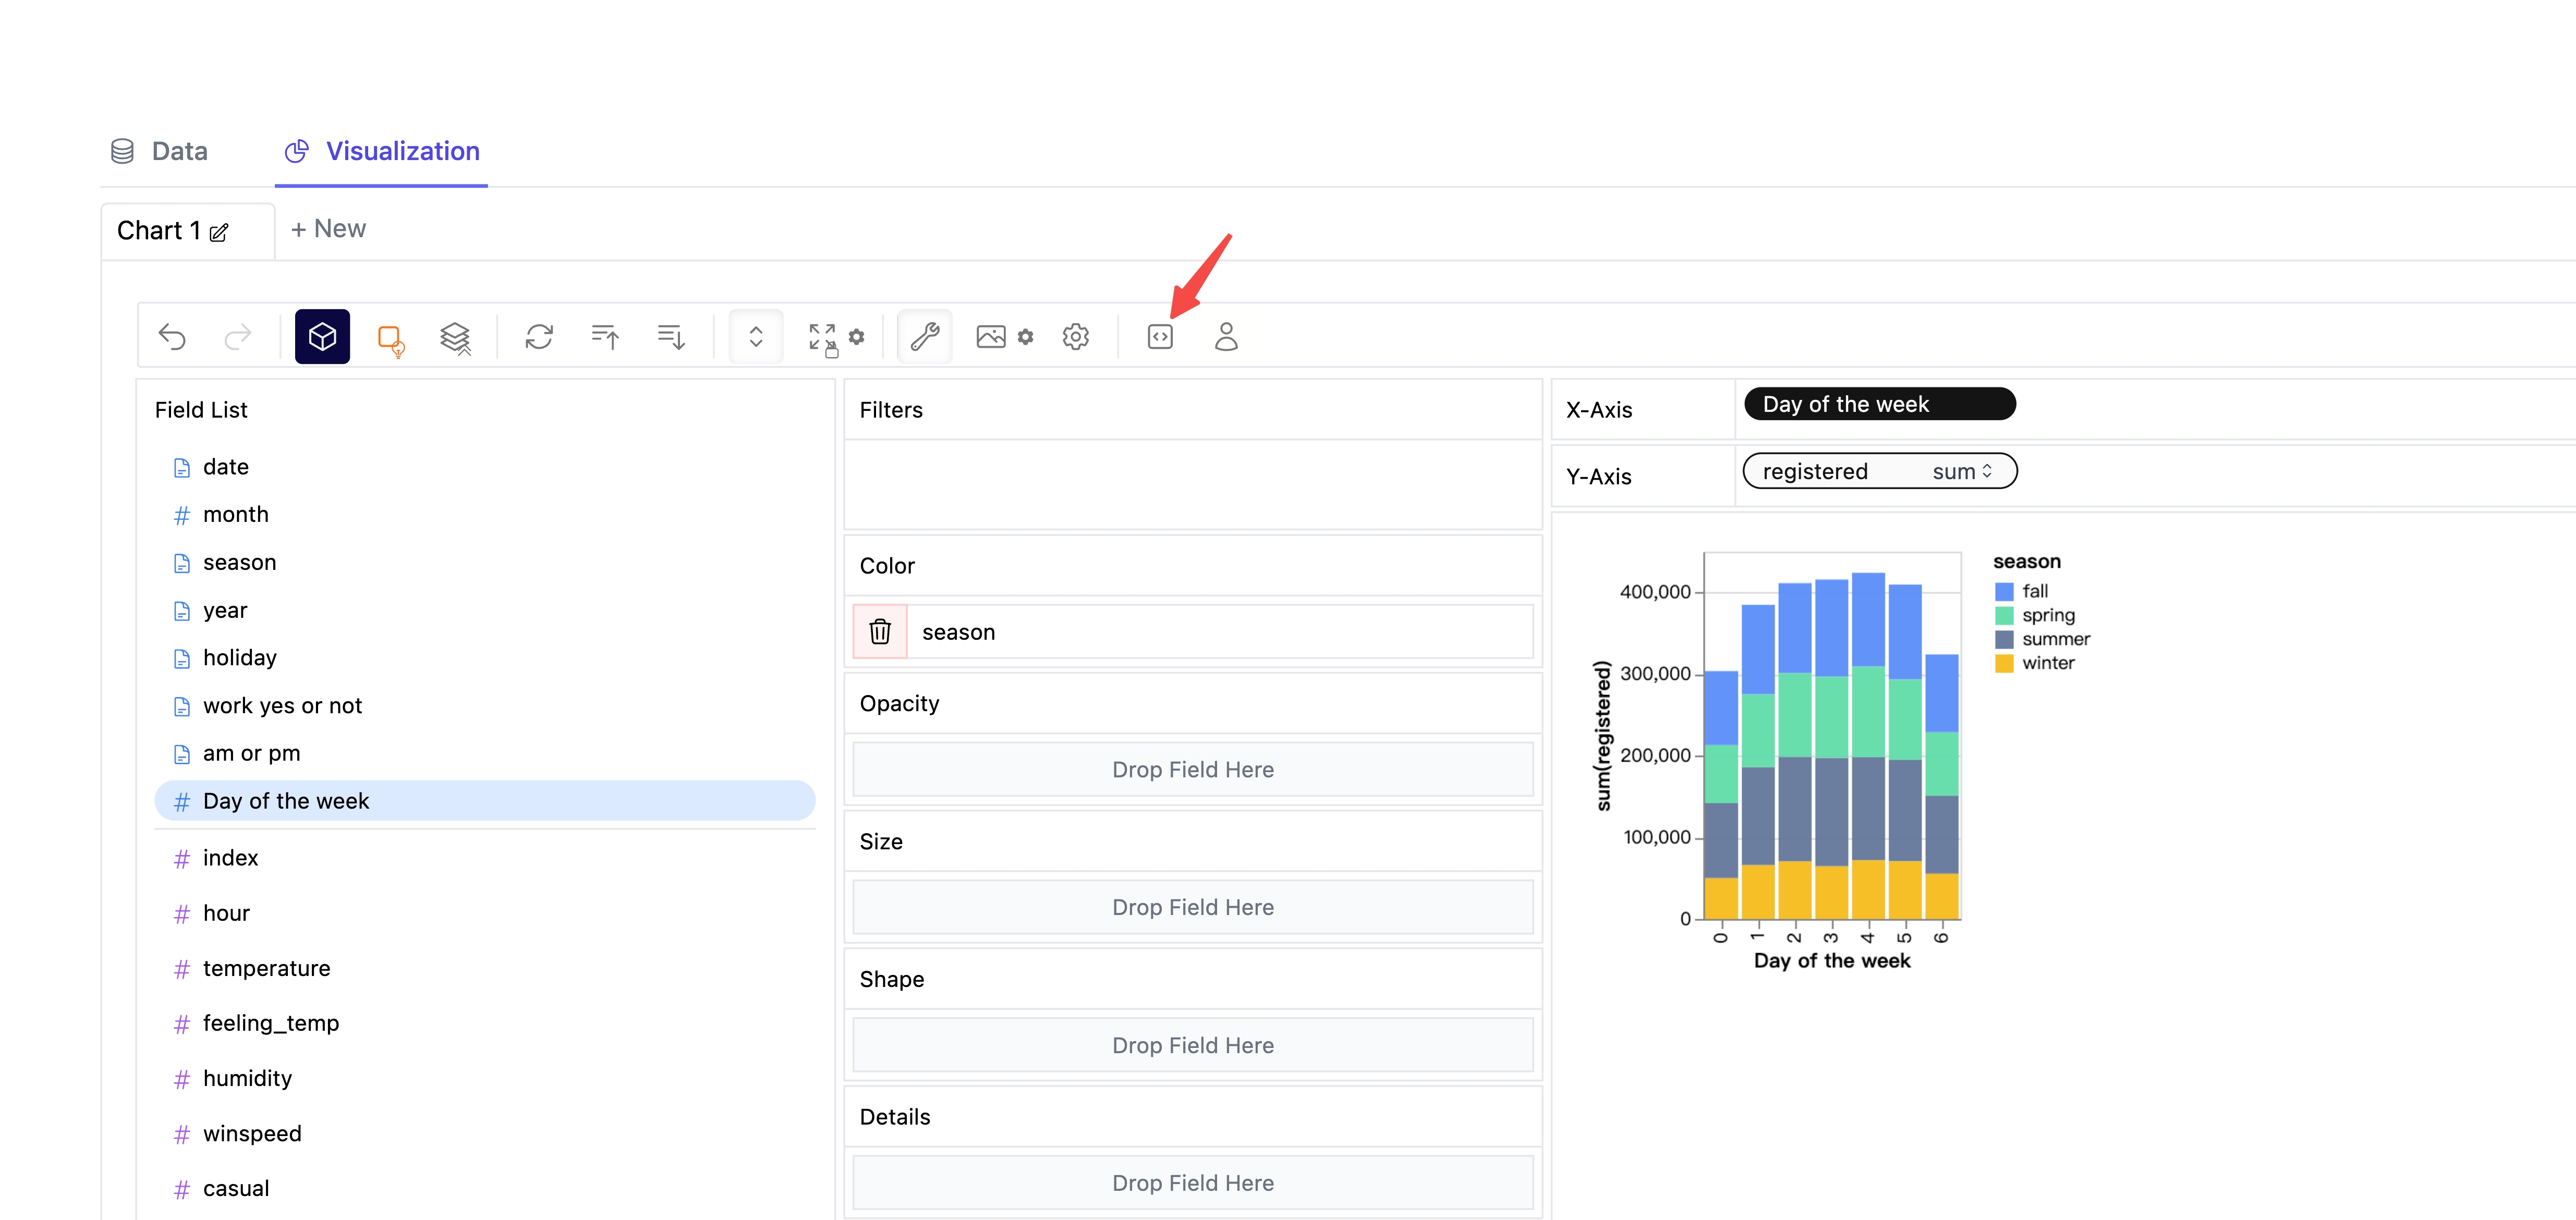 Data
Visualization
Chart 1
+ New
Field List
date
month
season
year
holiday
work yes or not
am or pm
Day of the week
index
hour
temperature
feeling_temp
humidity
winspeed
casual
Filters
Color
season
Opacity
Drop Field Here
Size
Drop Field Here
Shape
Drop Field Here
Details
Drop Field Here
X-Axis
Day of the week
Y-Axis
registered sum
sum(registered)
400,000
300,000
200,000
100,000
0
0 1 2 3 4 5 6
Day of the week
season
fall
spring
summer
winter